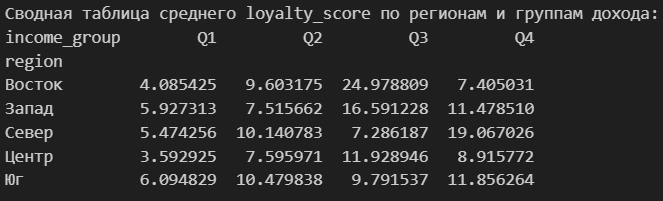 Сводная таблица среднего loyalty_score по регионам и группам дохода:
income_group        Q1         Q2         Q3         Q4
region
Восток        4.085425   9.603175  24.978809   7.405031
Запад         5.927313   7.515662  16.591228  11.478510
Север         5.474256  10.140783   7.286187  19.067026
Центр         3.592925   7.595971  11.928946   8.915772
Юг            6.094829  10.479838   9.791537  11.856264